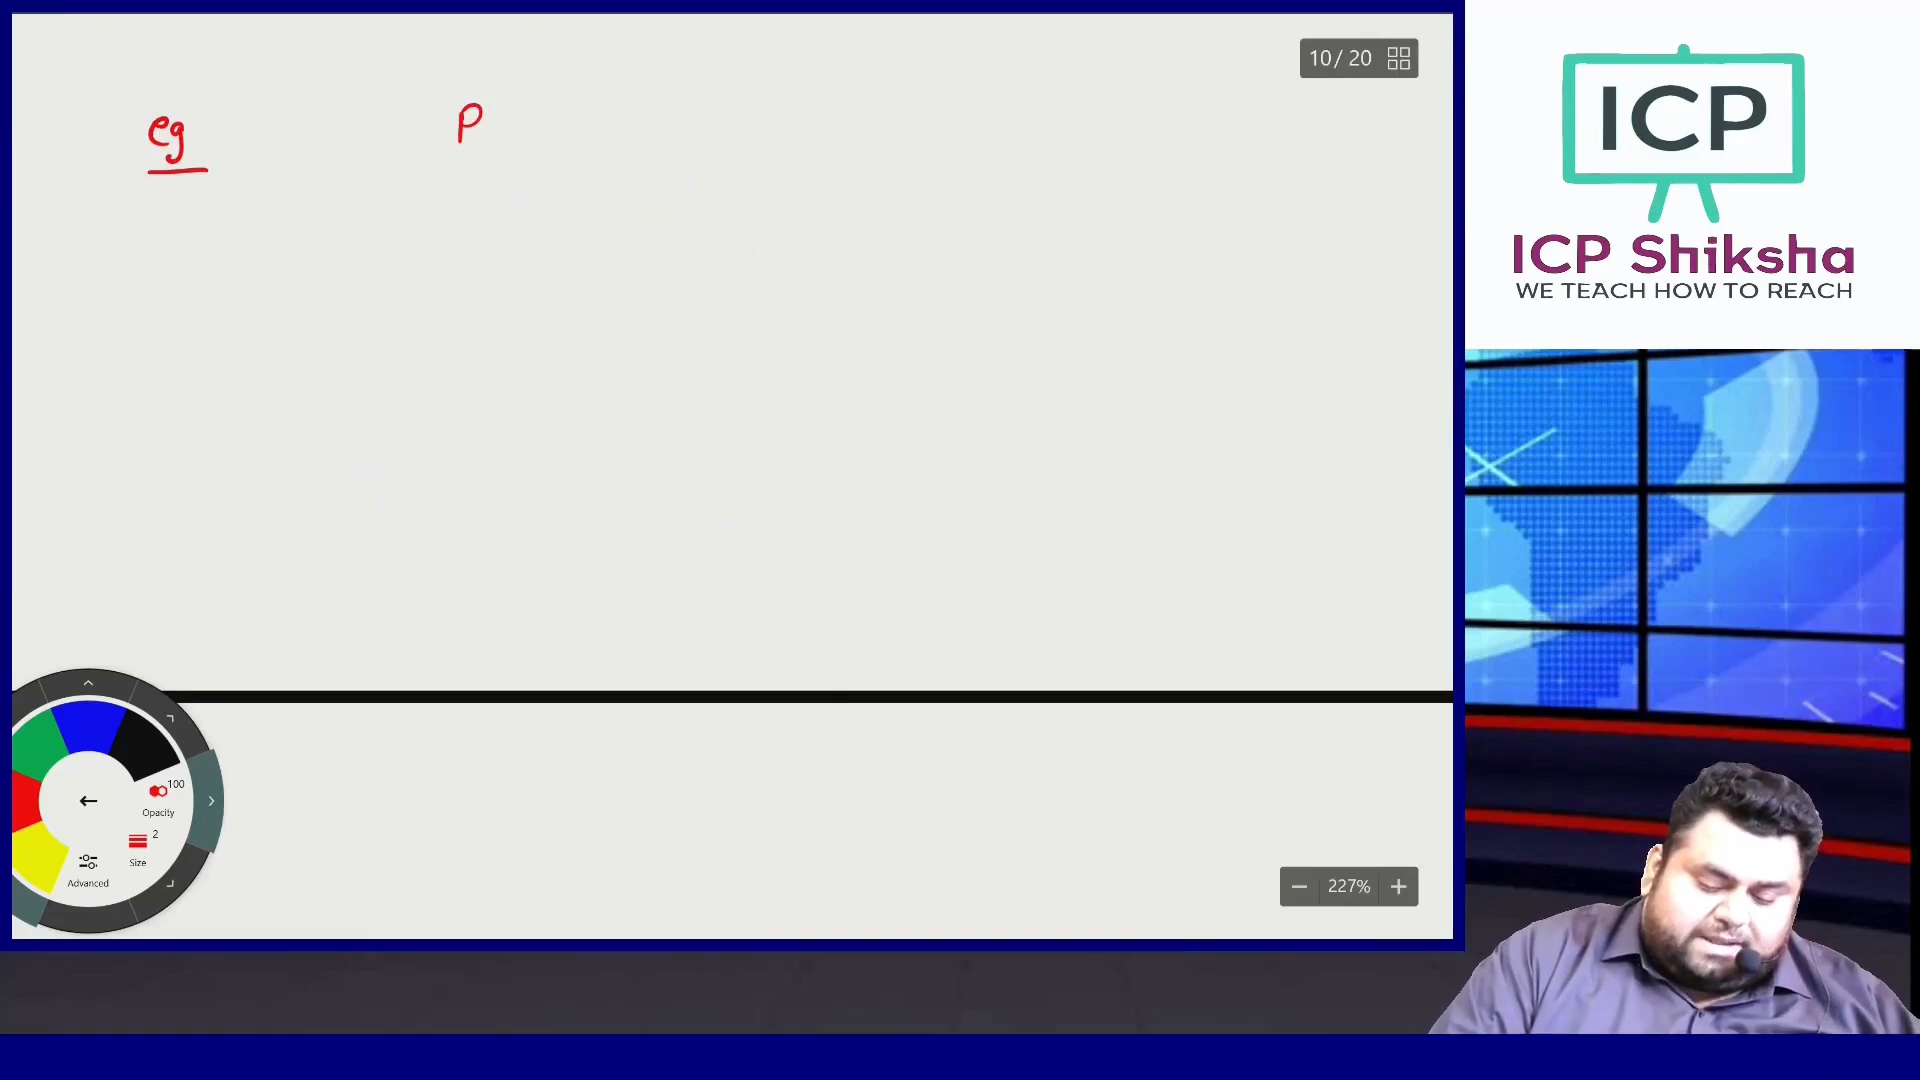 10/ 20
eg P
ICP
ICP Shiksha
WE TEACH HOW TO REACH
100
Opacity
2
Size
Advanced
227%